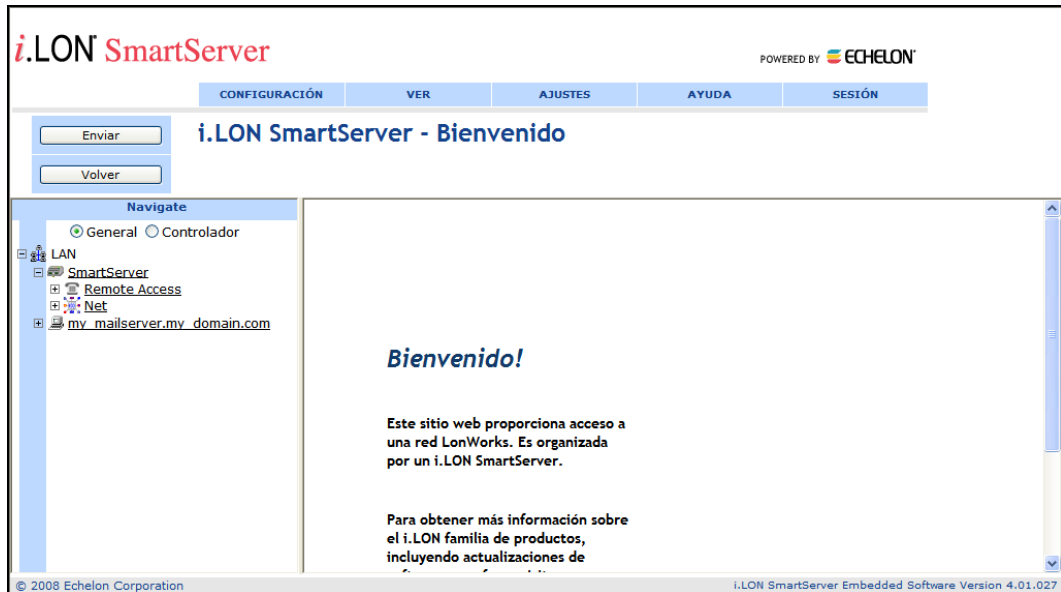 i.LON SmartServer
POWERED BY ECHELON
CONFIGURACIÓN VER AJUSTES AYUDA SESIÓN
Enviar
i.LON SmartServer - Bienvenido
Volver
Navigate
General Controlador
LAN
SmartServer
Remote Access
Net
my_mailserver.my_domain.com
Bienvenido!
Este sitio web proporciona acceso a
una red LonWorks. Es organizada
por un i.LON SmartServer.
Para obtener más información sobre
el i.LON familia de productos,
incluyendo actualizaciones de
© 2008 Echelon Corporation
i.LON SmartServer Embedded Software Version 4.01.027